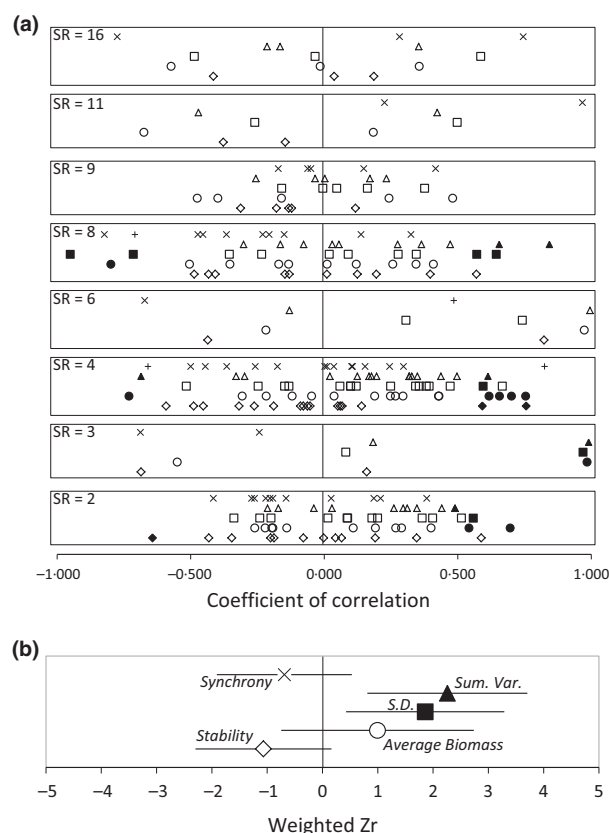 (a)
SR = 16
SR = 11
SR = 9
SR = 8
SR = 6
SR = 4
SR = 3
SR = 2
–1·000 –0·500 0·000 0·500 1·000
Coefficient of correlation
(b)
Synchrony
Sum. Var.
S.D.
Stability
Average Biomass
–5 –4 –3 –2 –1 0 1 2 3 4 5
Weighted Zr